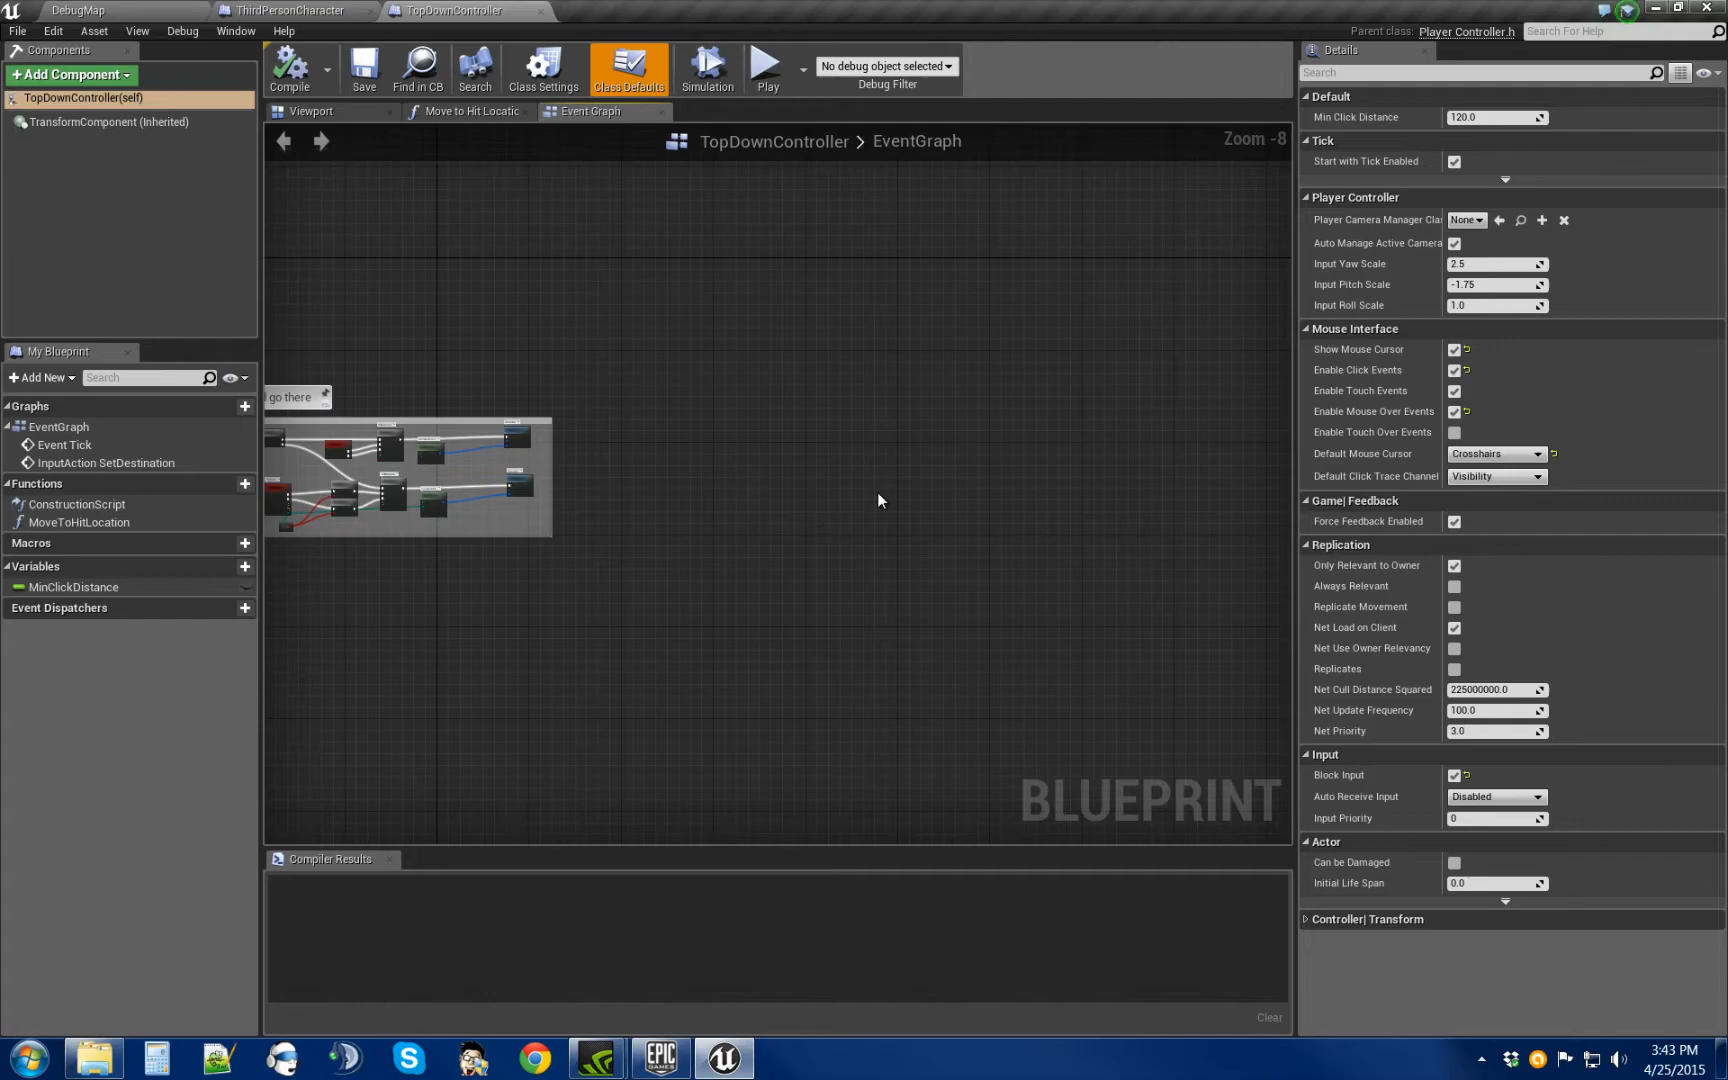 DebugMap
ThirdPersonCharacter
TopDownController
File Edit Asset View Debug Window Help
Parent class: Player Controller.h
Search For Help
Components
+Add Component
TopDownController(self)
TransformComponent (Inherited)
Compile
Save
Find in CB
Search
Class Settings
Class Defaults
Simulation
Play
No debug object selected
Debug Filter
Viewport
Move to Hit Locatic
Event Graph
TopDownController > EventGraph
Zoom -8
l go there
BLUEPRINT
My Blueprint
+Add New
Search
Graphs
EventGraph
Event Tick
InputAction SetDestination
Functions
ConstructionScript
MoveToHitLocation
Macros
Variables
MinClickDistance
Event Dispatchers
Compiler Results
Clear
Details
Search
Default
Min Click Distance 120.0
Tick
Start with Tick Enabled
Player Controller
Player Camera Manager Clas None
Auto Manage Active Camera
Input Yaw Scale 2.5
Input Pitch Scale -1.75
Input Roll Scale 1.0
Mouse Interface
Show Mouse Cursor
Enable Click Events
Enable Touch Events
Enable Mouse Over Events
Enable Touch Over Events
Default Mouse Cursor Crosshairs
Default Click Trace Channel Visibility
Game| Feedback
Force Feedback Enabled
Replication
Only Relevant to Owner
Always Relevant
Replicate Movement
Net Load on Client
Net Use Owner Relevancy
Replicates
Net Cull Distance Squared 225000000.0
Net Update Frequency 100.0
Net Priority 3.0
Input
Block Input
Auto Receive Input Disabled
Input Priority 0
Actor
Can be Damaged
Initial Life Span 0.0
Controller| Transform
EPIC
GAMES
3:43 PM
4/25/2015